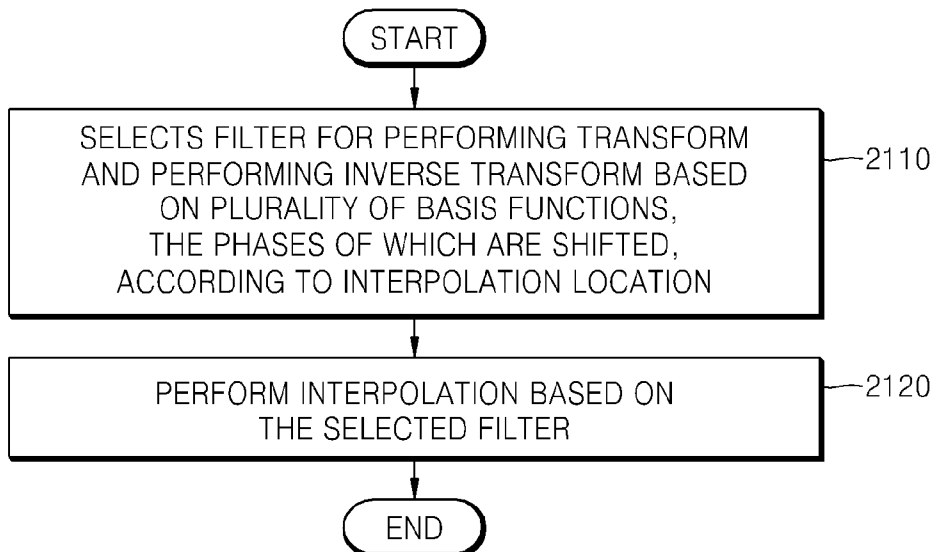 START
SELECTS FILTER FOR PERFORMING TRANSFORM
AND PERFORMING INVERSE TRANSFORM BASED
ON PLURALITY OF BASIS FUNCTIONS,
THE PHASES OF WHICH ARE SHIFTED,
ACCORDING TO INTERPOLATION LOCATION
2110
PERFORM INTERPOLATION BASED ON
THE SELECTED FILTER
2120
END